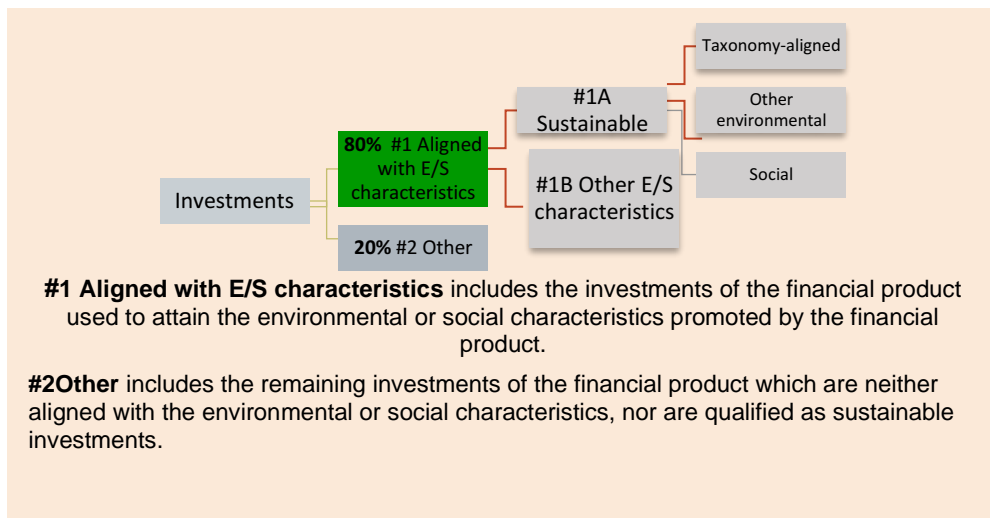 Taxonomy-aligned
#1A
Sustainable
Other
environmental
80% #1 Aligned
with E/S
characteristics
Social
#1B Other E/S
characteristics
Investments
20% #2 Other
#1 Aligned with E/S characteristics includes the investments of the financial product
used to attain the environmental or social characteristics promoted by the financial
product.
#2Other includes the remaining investments of the financial product which are neither
aligned with the environmental or social characteristics, nor are qualified as sustainable
investments.